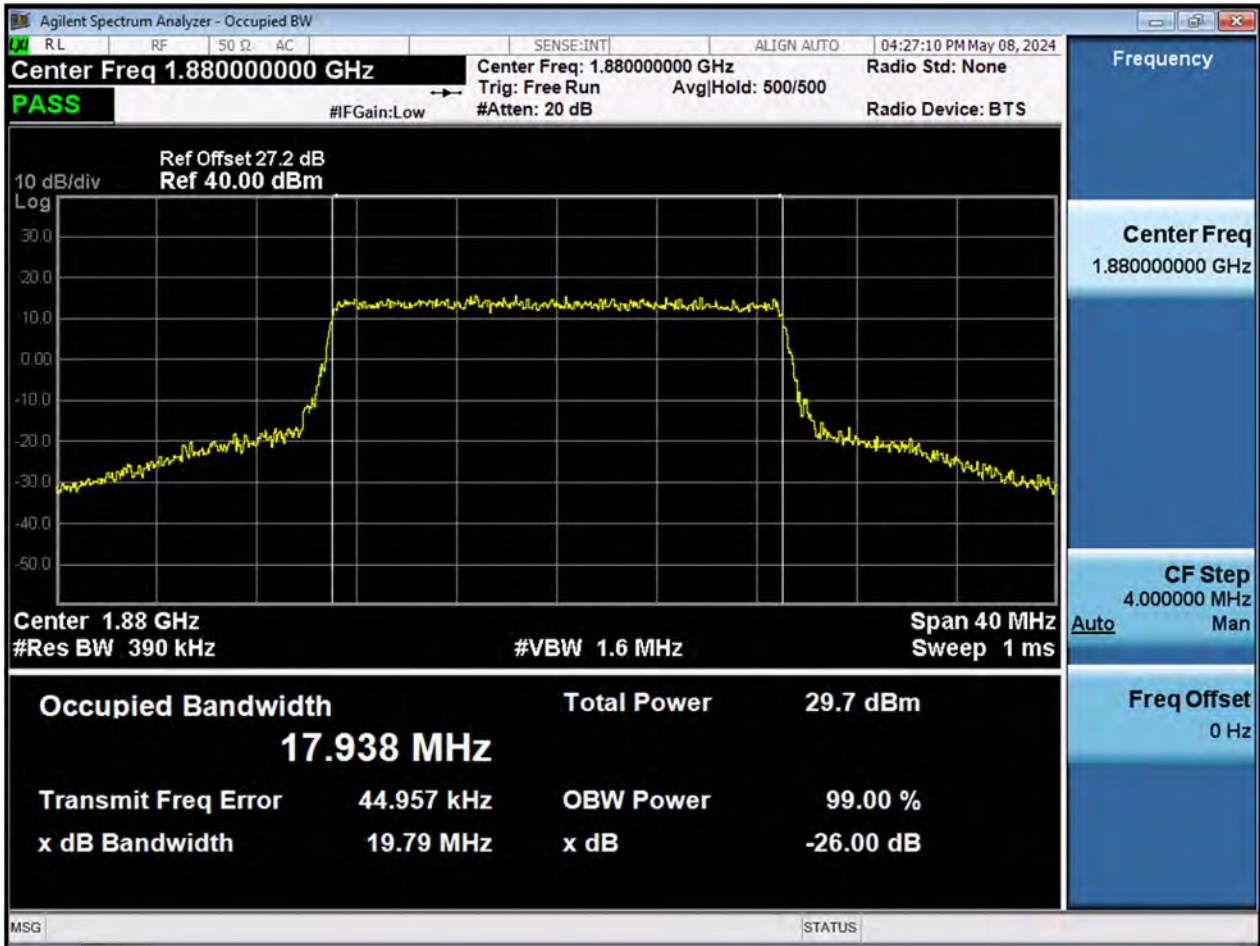 Agilent Spectrum Analyzer - Occupied BW
LXI RL RF 50 Ω AC SENSE:INT ALIGN AUTO 04:27:10 PM May 08, 2024
Center Freq 1.880000000 GHz Center Freq: 1.880000000 GHz Radio Std: None
Trig: Free Run Avg|Hold: 500/500
PASS #IFGain:Low #Atten: 20 dB Radio Device: BTS
Ref Offset 27.2 dB
10 dB/div Ref 40.00 dBm
Log
30.0
20.0
10.0
0.00
-10.0
-20.0
-30.0
-40.0
-50.0
Center 1.88 GHz Span 40 MHz
#Res BW 390 kHz #VBW 1.6 MHz Sweep 1 ms
Occupied Bandwidth Total Power 29.7 dBm
17.938 MHz
Transmit Freq Error 44.957 kHz OBW Power 99.00 %
x dB Bandwidth 19.79 MHz x dB -26.00 dB
MSG STATUS
Frequency
Center Freq
1.880000000 GHz
CF Step
4.000000 MHz
Auto Man
Freq Offset
0 Hz